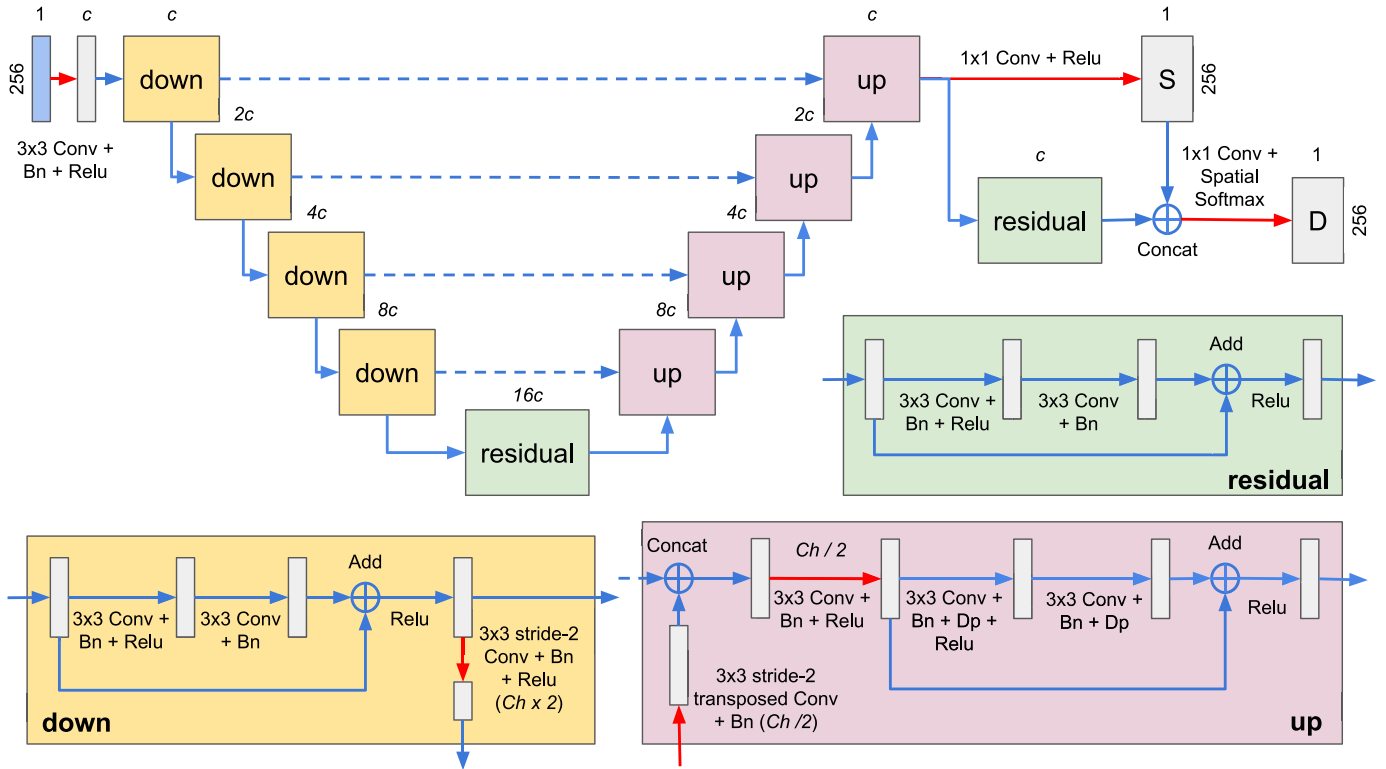 1
c
c
c
1
256
down
up
1x1 Conv + Relu
S
256
3x3 Conv +
Bn + Relu
2c
2c
down
up
c
1x1 Conv +
Spatial
Softmax
1
residual
Concat
D
256
4c
4c
down
up
8c
8c
down
up
16c
residual
3x3 Conv +
Bn + Relu
3x3 Conv
+ Bn
Add
Relu
residual
3x3 Conv +
Bn + Relu
3x3 Conv
+ Bn
Add
Relu
3x3 stride-2
Conv + Bn
+ Relu
(Ch x 2)
down
Concat
Ch / 2
3x3 Conv +
Bn + Relu
3x3 Conv +
Bn + Dp +
Relu
3x3 Conv +
Bn + Dp
Add
Relu
3x3 stride-2
transposed Conv
+ Bn (Ch /2)
up